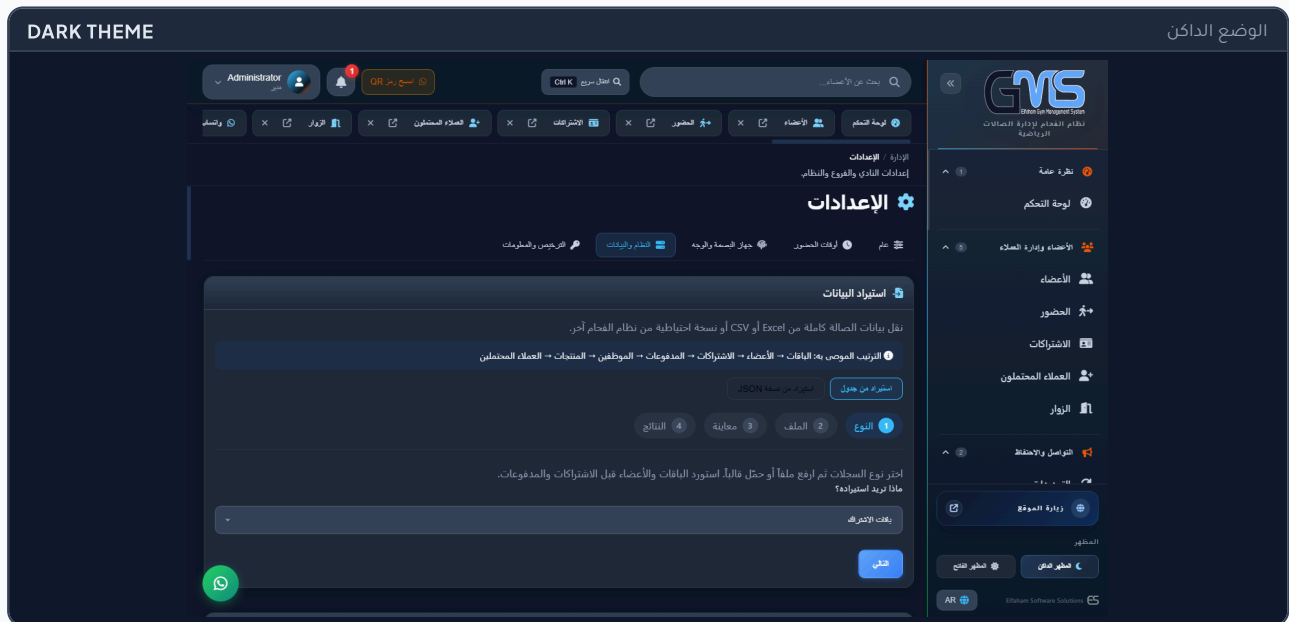 DARK THEME
الوضع الداكن
Administrator
مدير
1
امسح رمز QR
انتقال سريع Ctrl K
بحث عن الأعضاء...
لوحة التحكم
الأعضاء
الحضور
الاشتراكات
العملاء المحتملون
الزوار
واتساب
الإدارة / الإعدادات
إعدادات النادي والفروع والنظام.
الإعدادات
عام
أوقات الحضور
جهاز البصمة والوجه
النظام والبيانات
الترخيص والمعلومات
استيراد البيانات
نقل بيانات الصالة كاملة من Excel أو CSV أو نسخة احتياطية من نظام الفحام آخر.
الترتيب الموصى به: الباقات → الأعضاء → الاشتراكات → المدفوعات → الموظفين → المنتجات → العملاء المحتملين
استيراد من جدول
استيراد من نسخة JSON
1 النوع
2 الملف
3 معاينة
4 النتائج
اختر نوع السجلات ثم ارفع ملفاً أو حمّل قالباً. استورد الباقات والأعضاء قبل الاشتراكات والمدفوعات.
ماذا تريد استيراده؟
باقات الاشتراك
التالي
GMS
Elfaham Gym Management System
نظام الفحام لإدارة الصالات الرياضية
نظرة عامة 1
لوحة التحكم
الأعضاء وإدارة العملاء 5
الأعضاء
الحضور
الاشتراكات
العملاء المحتملون
الزوار
التواصل والاحتفاظ 2
زيارة الموقع
المظهر
المظهر الداكن
المظهر الفاتح
AR
Elfaham Software Solutions ES